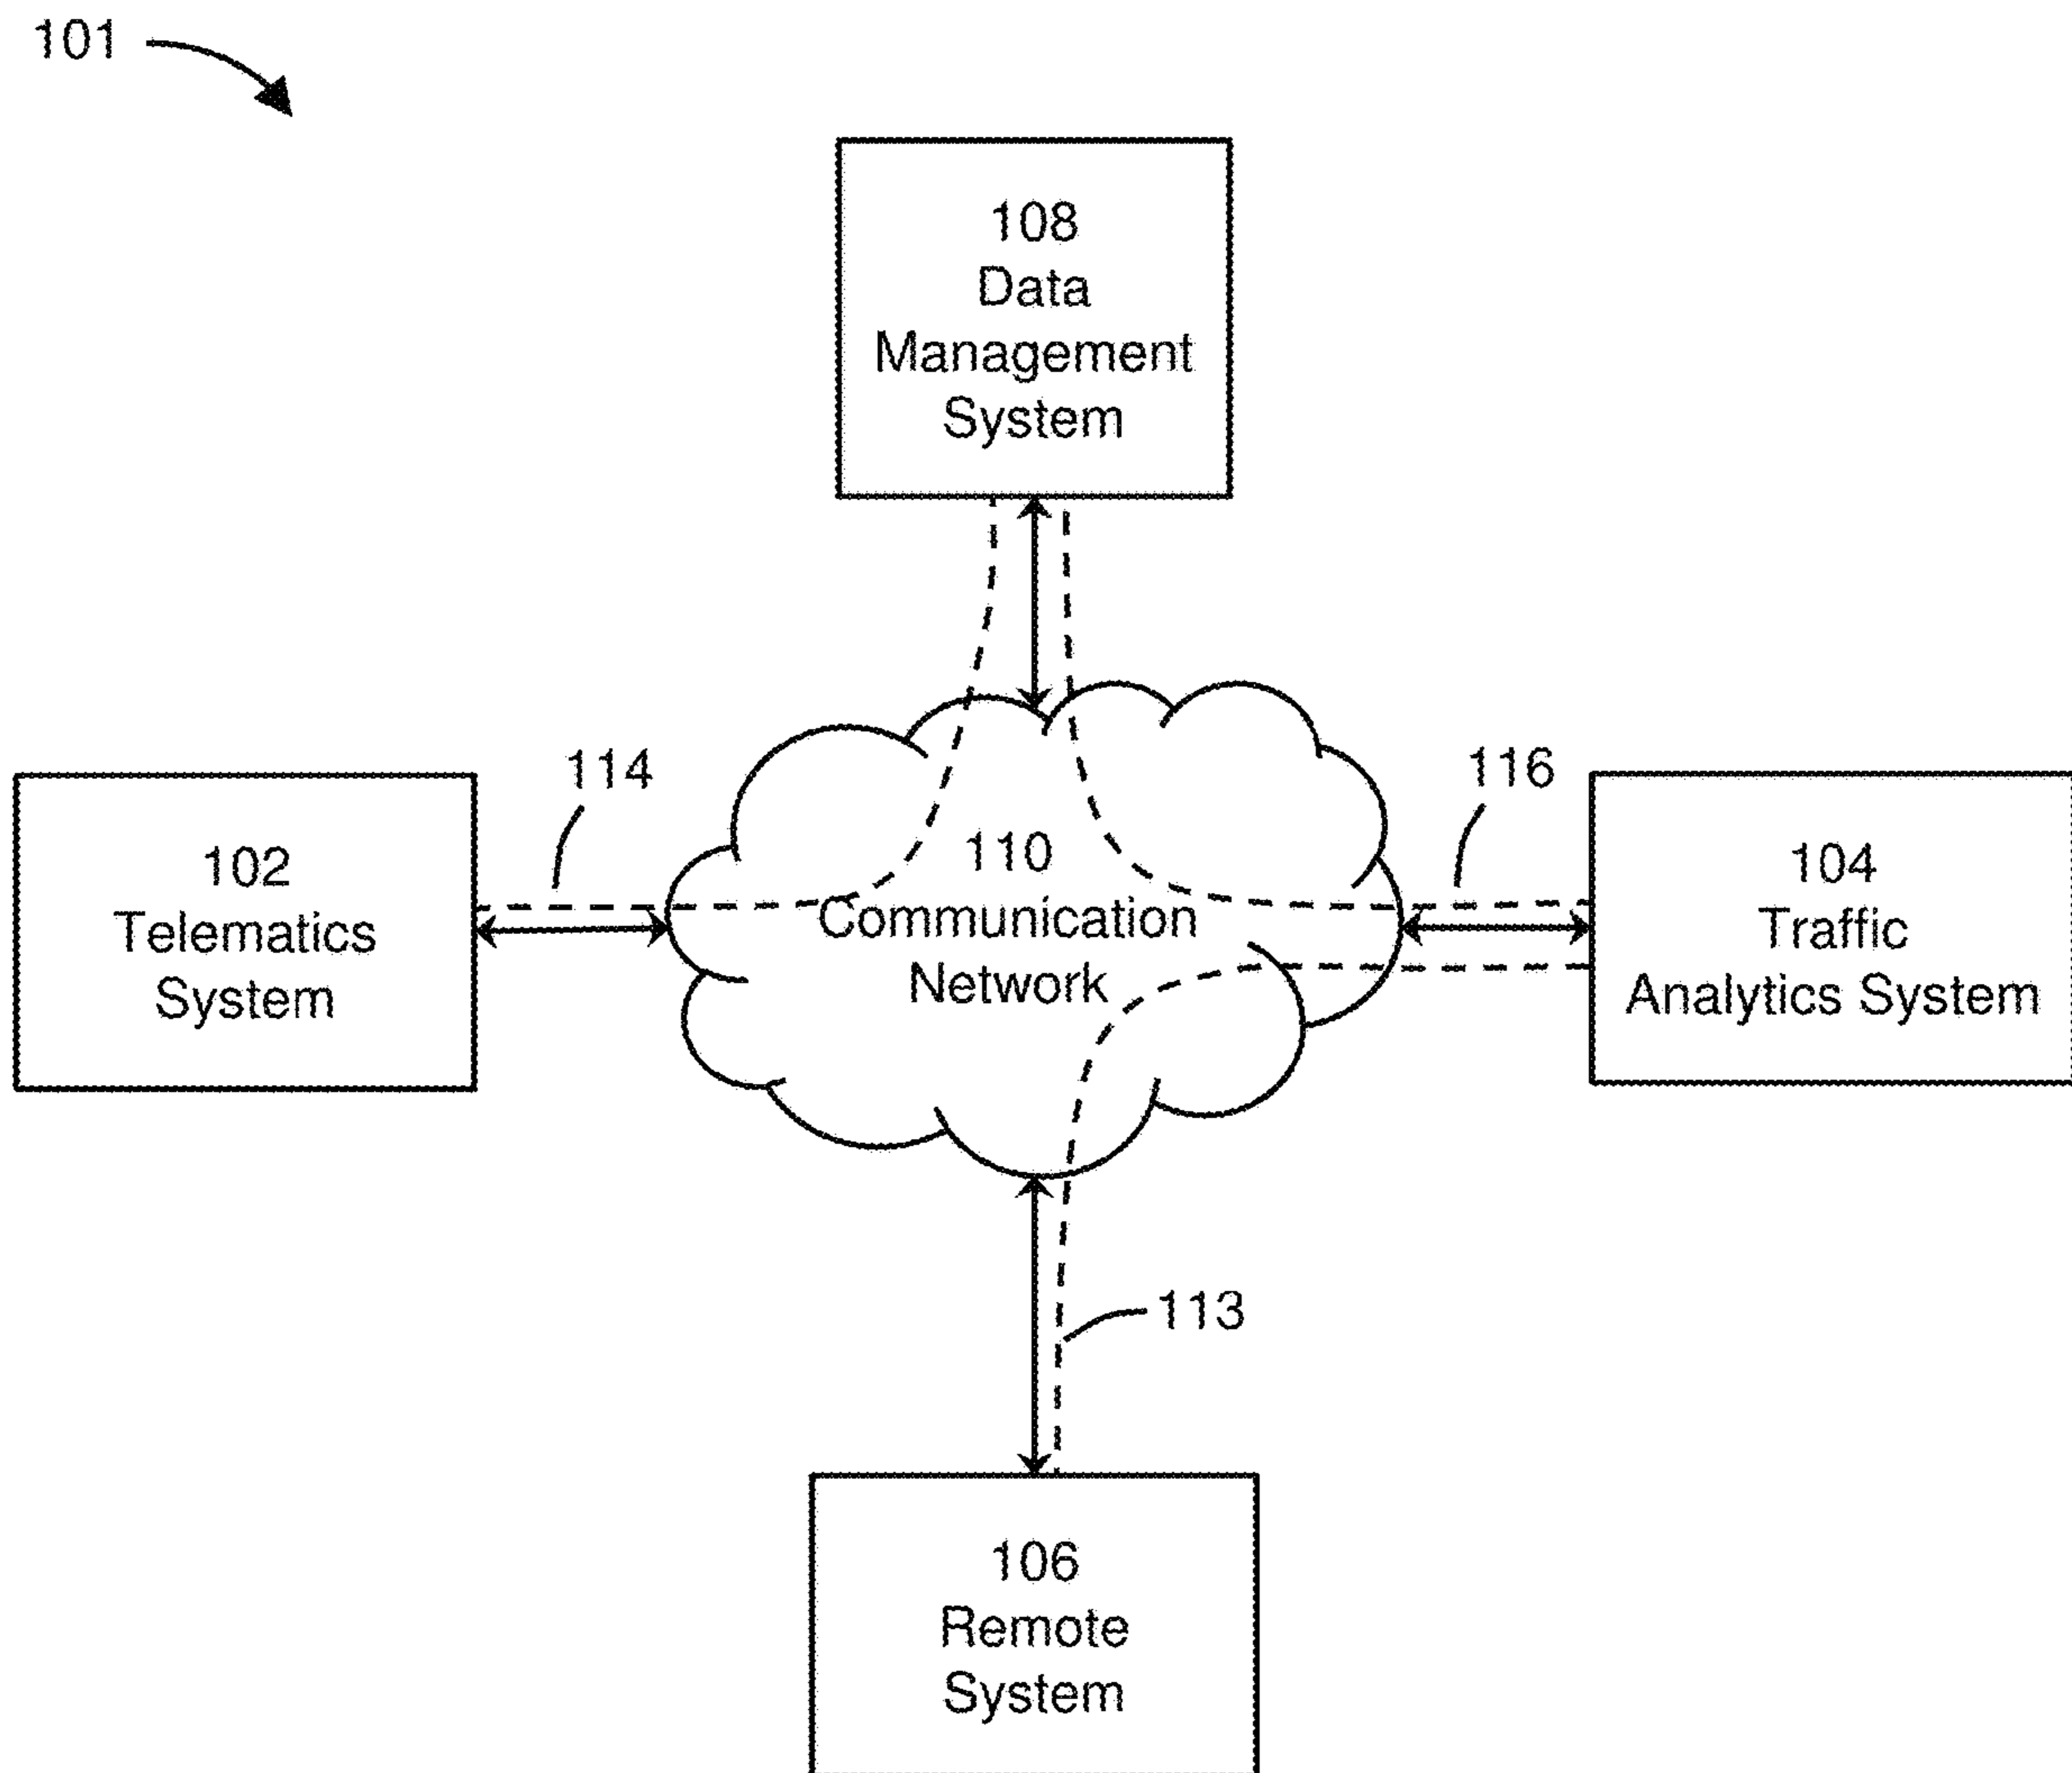 101
108
Data
Management
System
114
116
102
Telematics
System
110
Communication
Network
104
Traffic
Analytics System
113
106
Remote
System